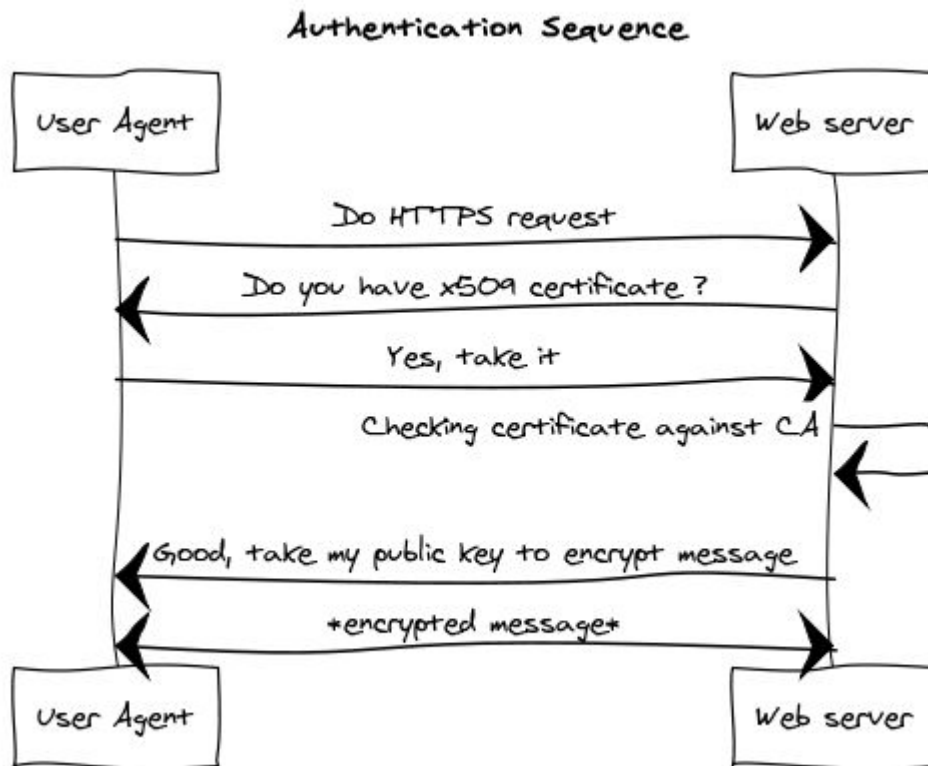 Authentication Sequence
User Agent
Web server
Do HTTPS request
Do you have x509 certificate ?
Yes, take it
Checking certificate against CA
Good, take my public key to encrypt message
*encrypted message*
User Agent
Web server